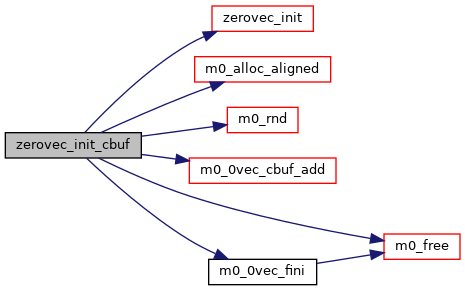 zerovec_init
m0_alloc_aligned
m0_rnd
zerovec_init_cbuf
m0_0vec_cbuf_add
m0_free
m0_0vec_fini